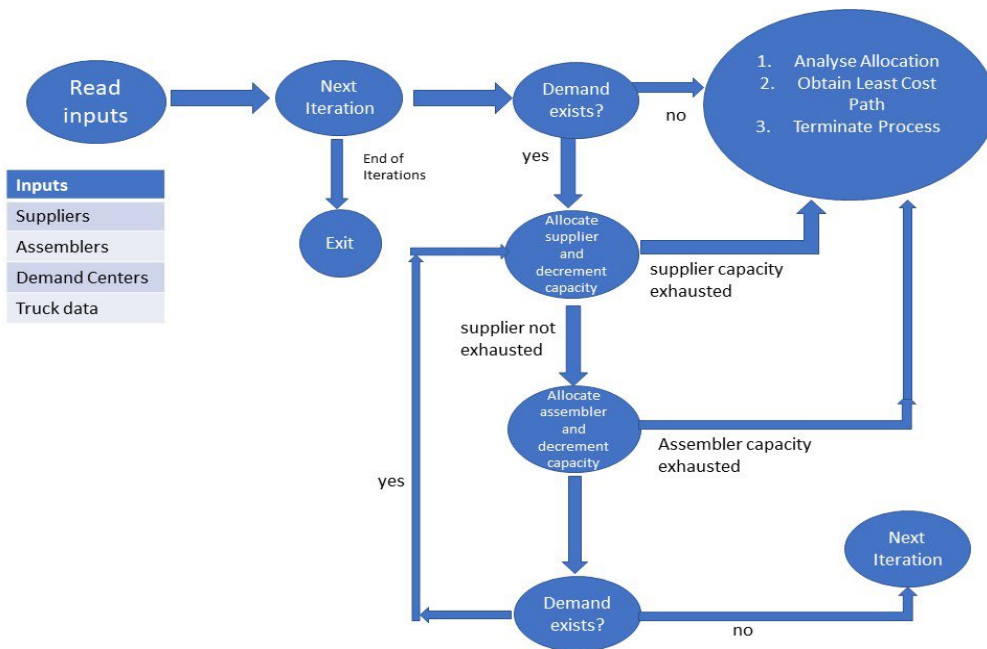 Read
inputs
Next
Iteration
Demand
exists?
no
1. Analyse Allocation
2. Obtain Least Cost
Path
3. Terminate Process
yes
End of
Iterations
Exit
Inputs
Suppliers
Assemblers
Demand Centers
Truck data
Allocate
supplier
and
decrement
capacity
supplier capacity
exhausted
supplier not
exhausted
Allocate
assembler
and
decrement
capacity
Assembler capacity
exhausted
yes
Demand
exists?
no
Next
Iteration